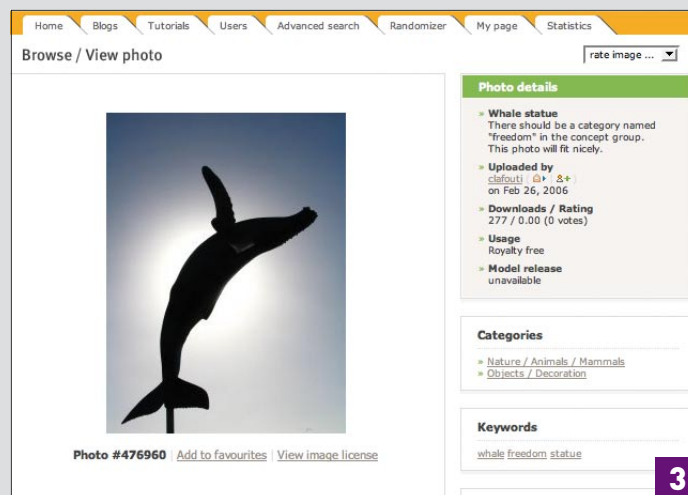 Home Blogs Tutorials Users Advanced search Randomizer My page Statistics
Browse / View photo
rate image ...
Photo details
» Whale statue
There should be a category named
"freedom" in the concept group.
This photo will fit nicely.
» Uploaded by
clafouti
on Feb 26, 2006
» Downloads / Rating
277 / 0.00 (0 votes)
» Usage
Royalty free
» Model release
unavailable
Categories
» Nature / Animals / Mammals
» Objects / Decoration
Keywords
whale freedom statue
Photo #476960 | Add to favourites | View image license
3